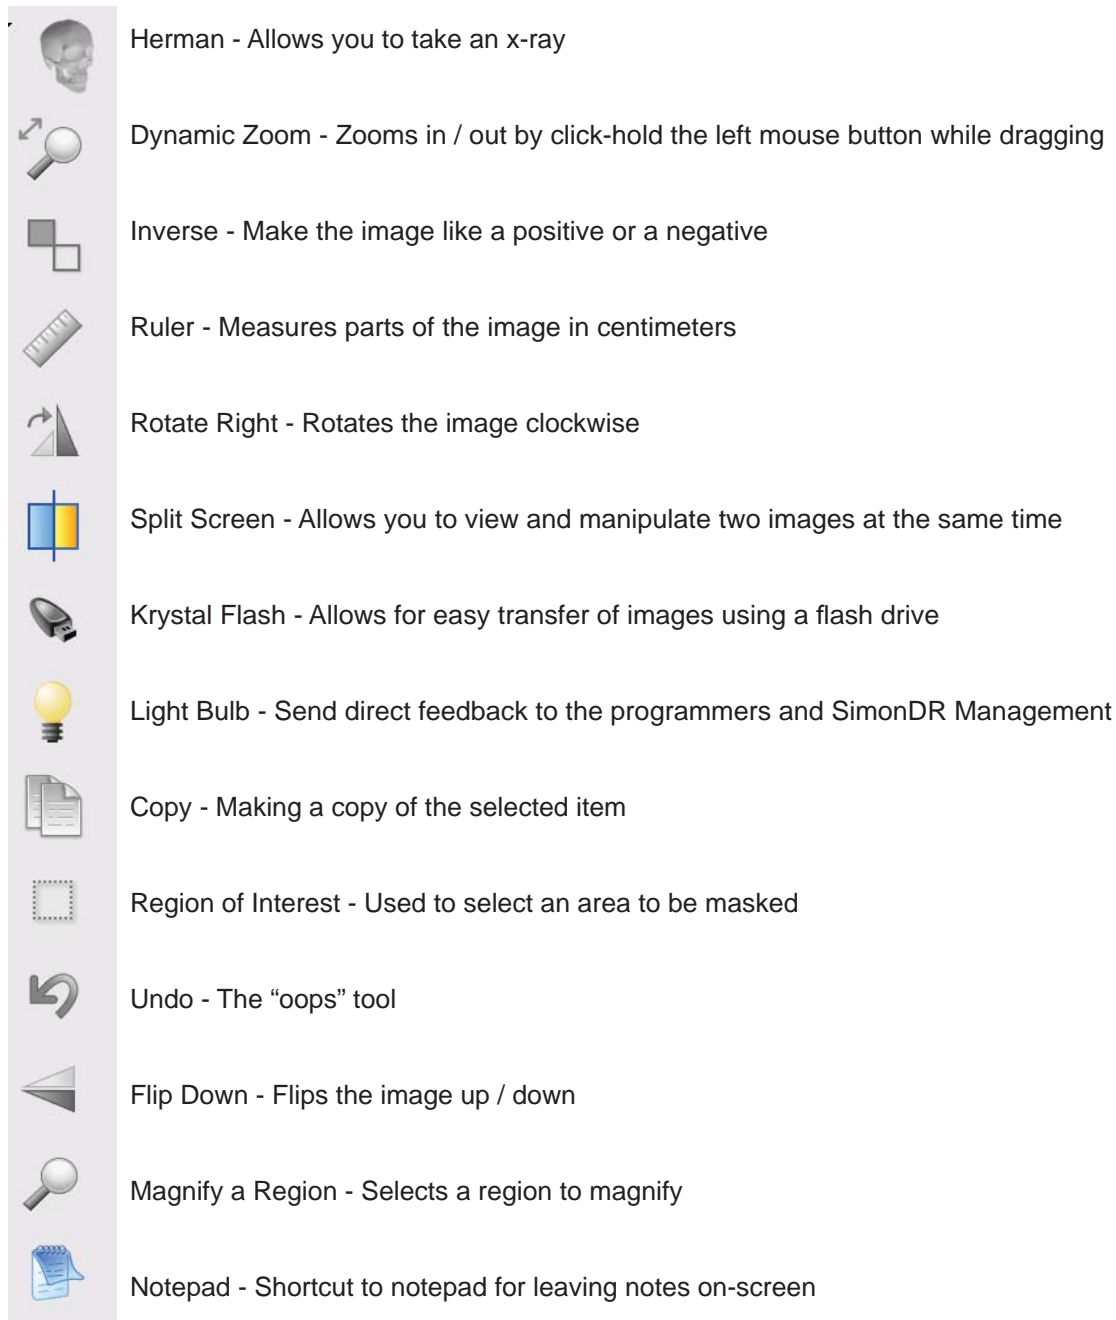 Herman - Allows you to take an x-ray
Dynamic Zoom - Zooms in / out by click-hold the left mouse button while dragging
Inverse - Make the image like a positive or a negative
Ruler - Measures parts of the image in centimeters
Rotate Right - Rotates the image clockwise
Split Screen - Allows you to view and manipulate two images at the same time
Krystal Flash - Allows for easy transfer of images using a flash drive
Light Bulb - Send direct feedback to the programmers and SimonDR Management
Copy - Making a copy of the selected item
Region of Interest - Used to select an area to be masked
Undo - The “oops” tool
Flip Down - Flips the image up / down
Magnify a Region - Selects a region to magnify
Notepad - Shortcut to notepad for leaving notes on-screen